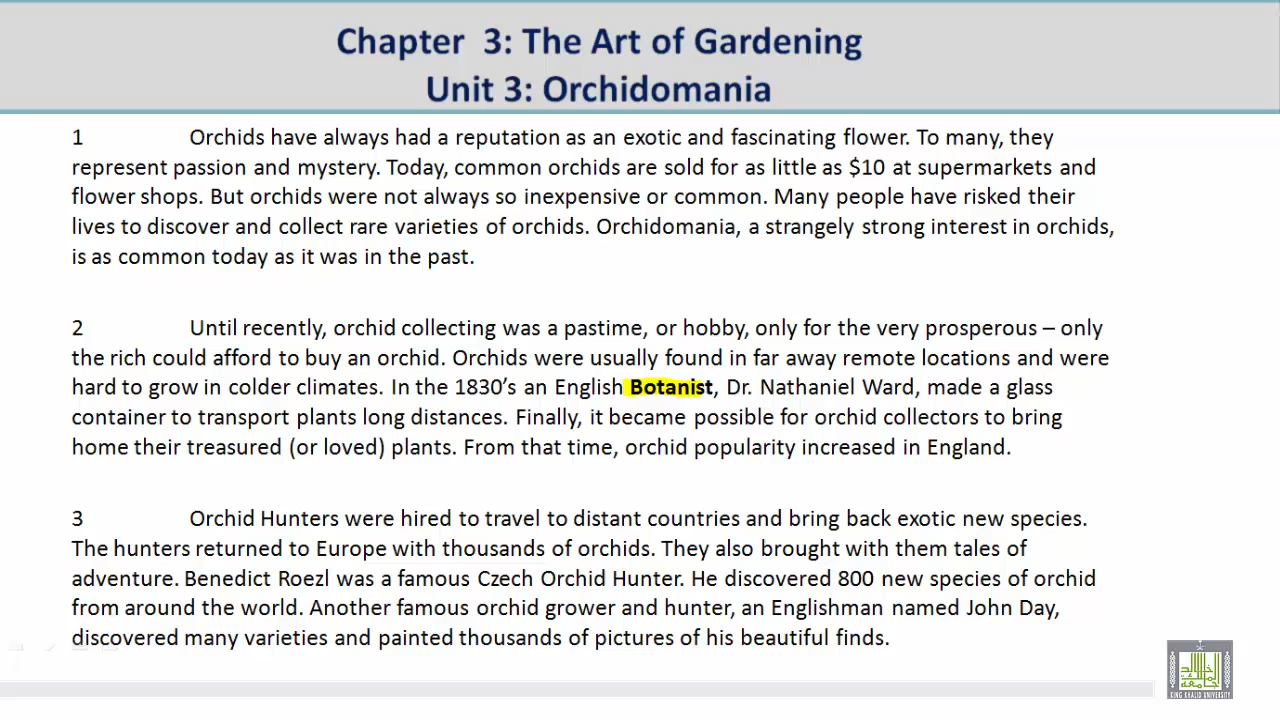 Chapter 3: The Art of Gardening
Unit 3: Orchidomania
1 Orchids have always had a reputation as an exotic and fascinating flower. To many, they
represent passion and mystery. Today, common orchids are sold for as little as $10 at supermarkets and
flower shops. But orchids were not always so inexpensive or common. Many people have risked their
lives to discover and collect rare varieties of orchids. Orchidomania, a strangely strong interest in orchids,
is as common today as it was in the past.
2 Until recently, orchid collecting was a pastime, or hobby, only for the very prosperous – only
the rich could afford to buy an orchid. Orchids were usually found in far away remote locations and were
hard to grow in colder climates. In the 1830’s an English Botanist, Dr. Nathaniel Ward, made a glass
container to transport plants long distances. Finally, it became possible for orchid collectors to bring
home their treasured (or loved) plants. From that time, orchid popularity increased in England.
3 Orchid Hunters were hired to travel to distant countries and bring back exotic new species.
The hunters returned to Europe with thousands of orchids. They also brought with them tales of
adventure. Benedict Roezl was a famous Czech Orchid Hunter. He discovered 800 new species of orchid
from around the world. Another famous orchid grower and hunter, an Englishman named John Day,
discovered many varieties and painted thousands of pictures of his beautiful finds.
KING KHALID UNIVERSITY